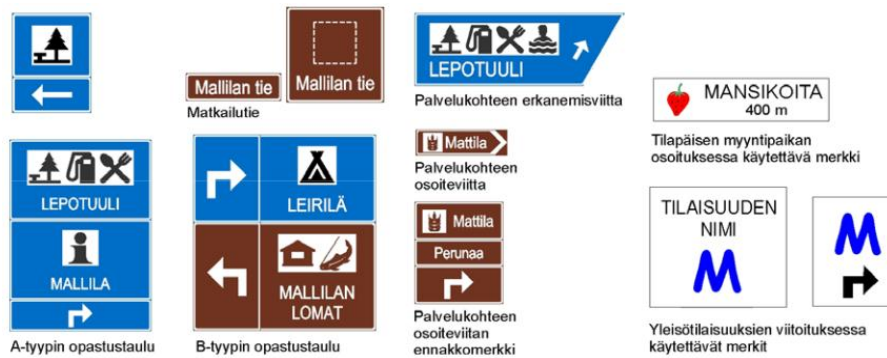 Mallilan tie
Mallilan tie
Matkailutie
LEPOTUULI
Palvelukohteen erkanemisviitta
MANSIKOITA
400 m
Tilapäisen myyntipaikan
osoituksessa käytettävä merkki
LEPOTUULI
MALLILA
A-tyypin opastustaulu
LEIRILÄ
MALLILAN
LOMAT
B-tyypin opastustaulu
Mattila
Palvelukohteen
osoiteviitta
Mattila
Perunaa
Palvelukohteen
osoiteviitan
ennakkomerkki
TILAISUUDEN
NIMI
M
M
Yleisötilaisuuksien viitoituksessa
käytettävät merkit